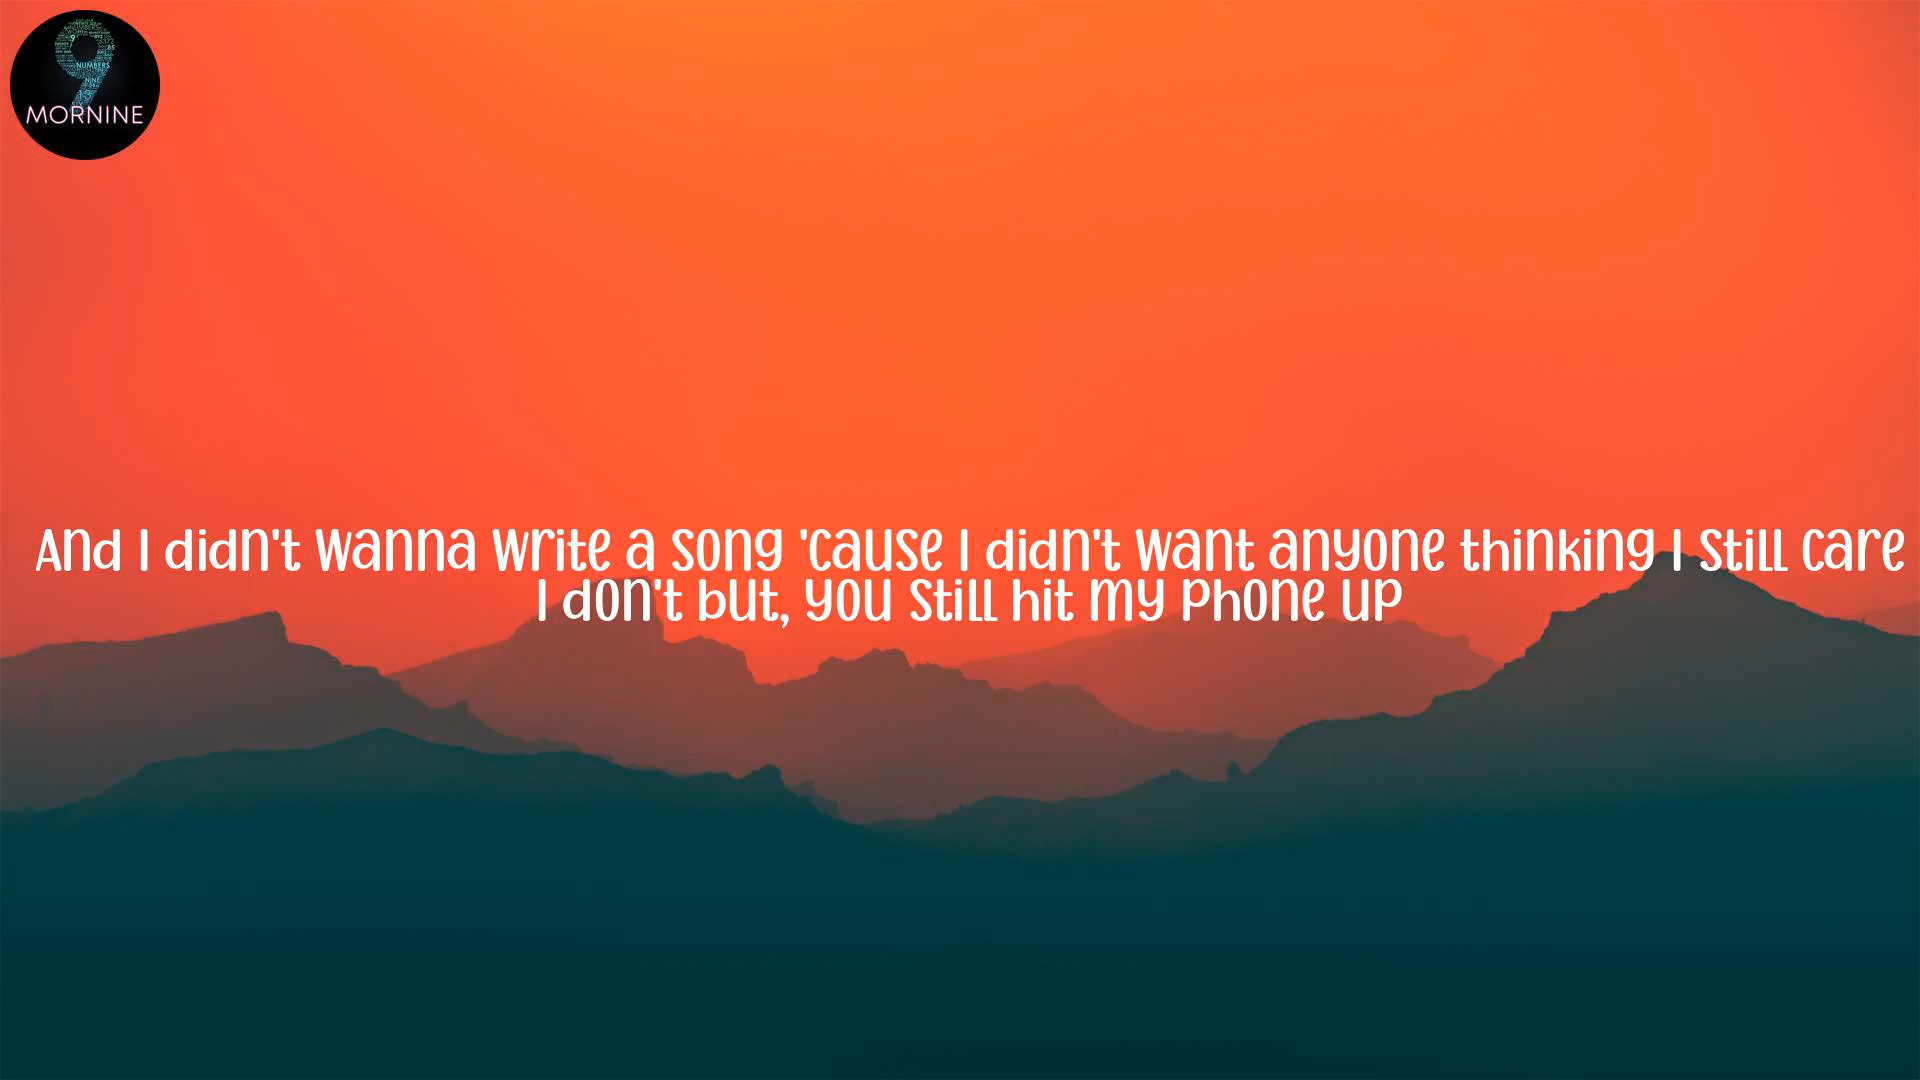 MORNINE
And I didn't wanna write a song 'cause I didn't want anyone thinking I still care
I don't but, you still hit my phone up